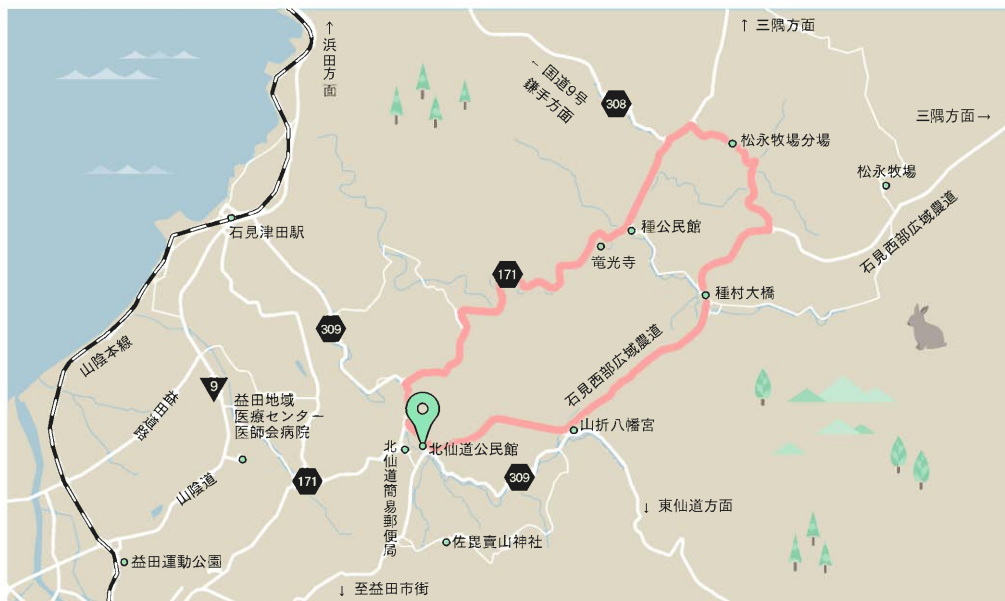 ↑浜田方面
↑ 三隅方面
←国道9号
鎌手方面
308
三隅方面→
松永牧場分場
松永牧場
石見津田駅
種公民館
竜光寺
石見西部広域農道
171
種村大橋
309
山陰本線
石見西部広域農道
9
益田道路
益田地域
医療センター
医師会病院
山折八幡宮
北仙道公民館
北仙道簡易郵便局
171
309
山陰道
↓ 東仙道方面
佐毘賣山神社
益田運動公園
↓ 至益田市街